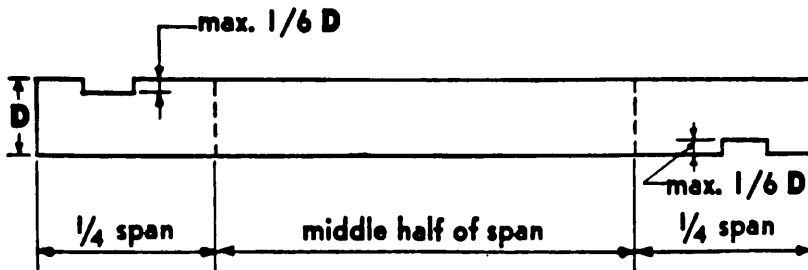 max. 1/6 D
D
max. 1/6 D
1/4 span
middle half of span
1/4 span